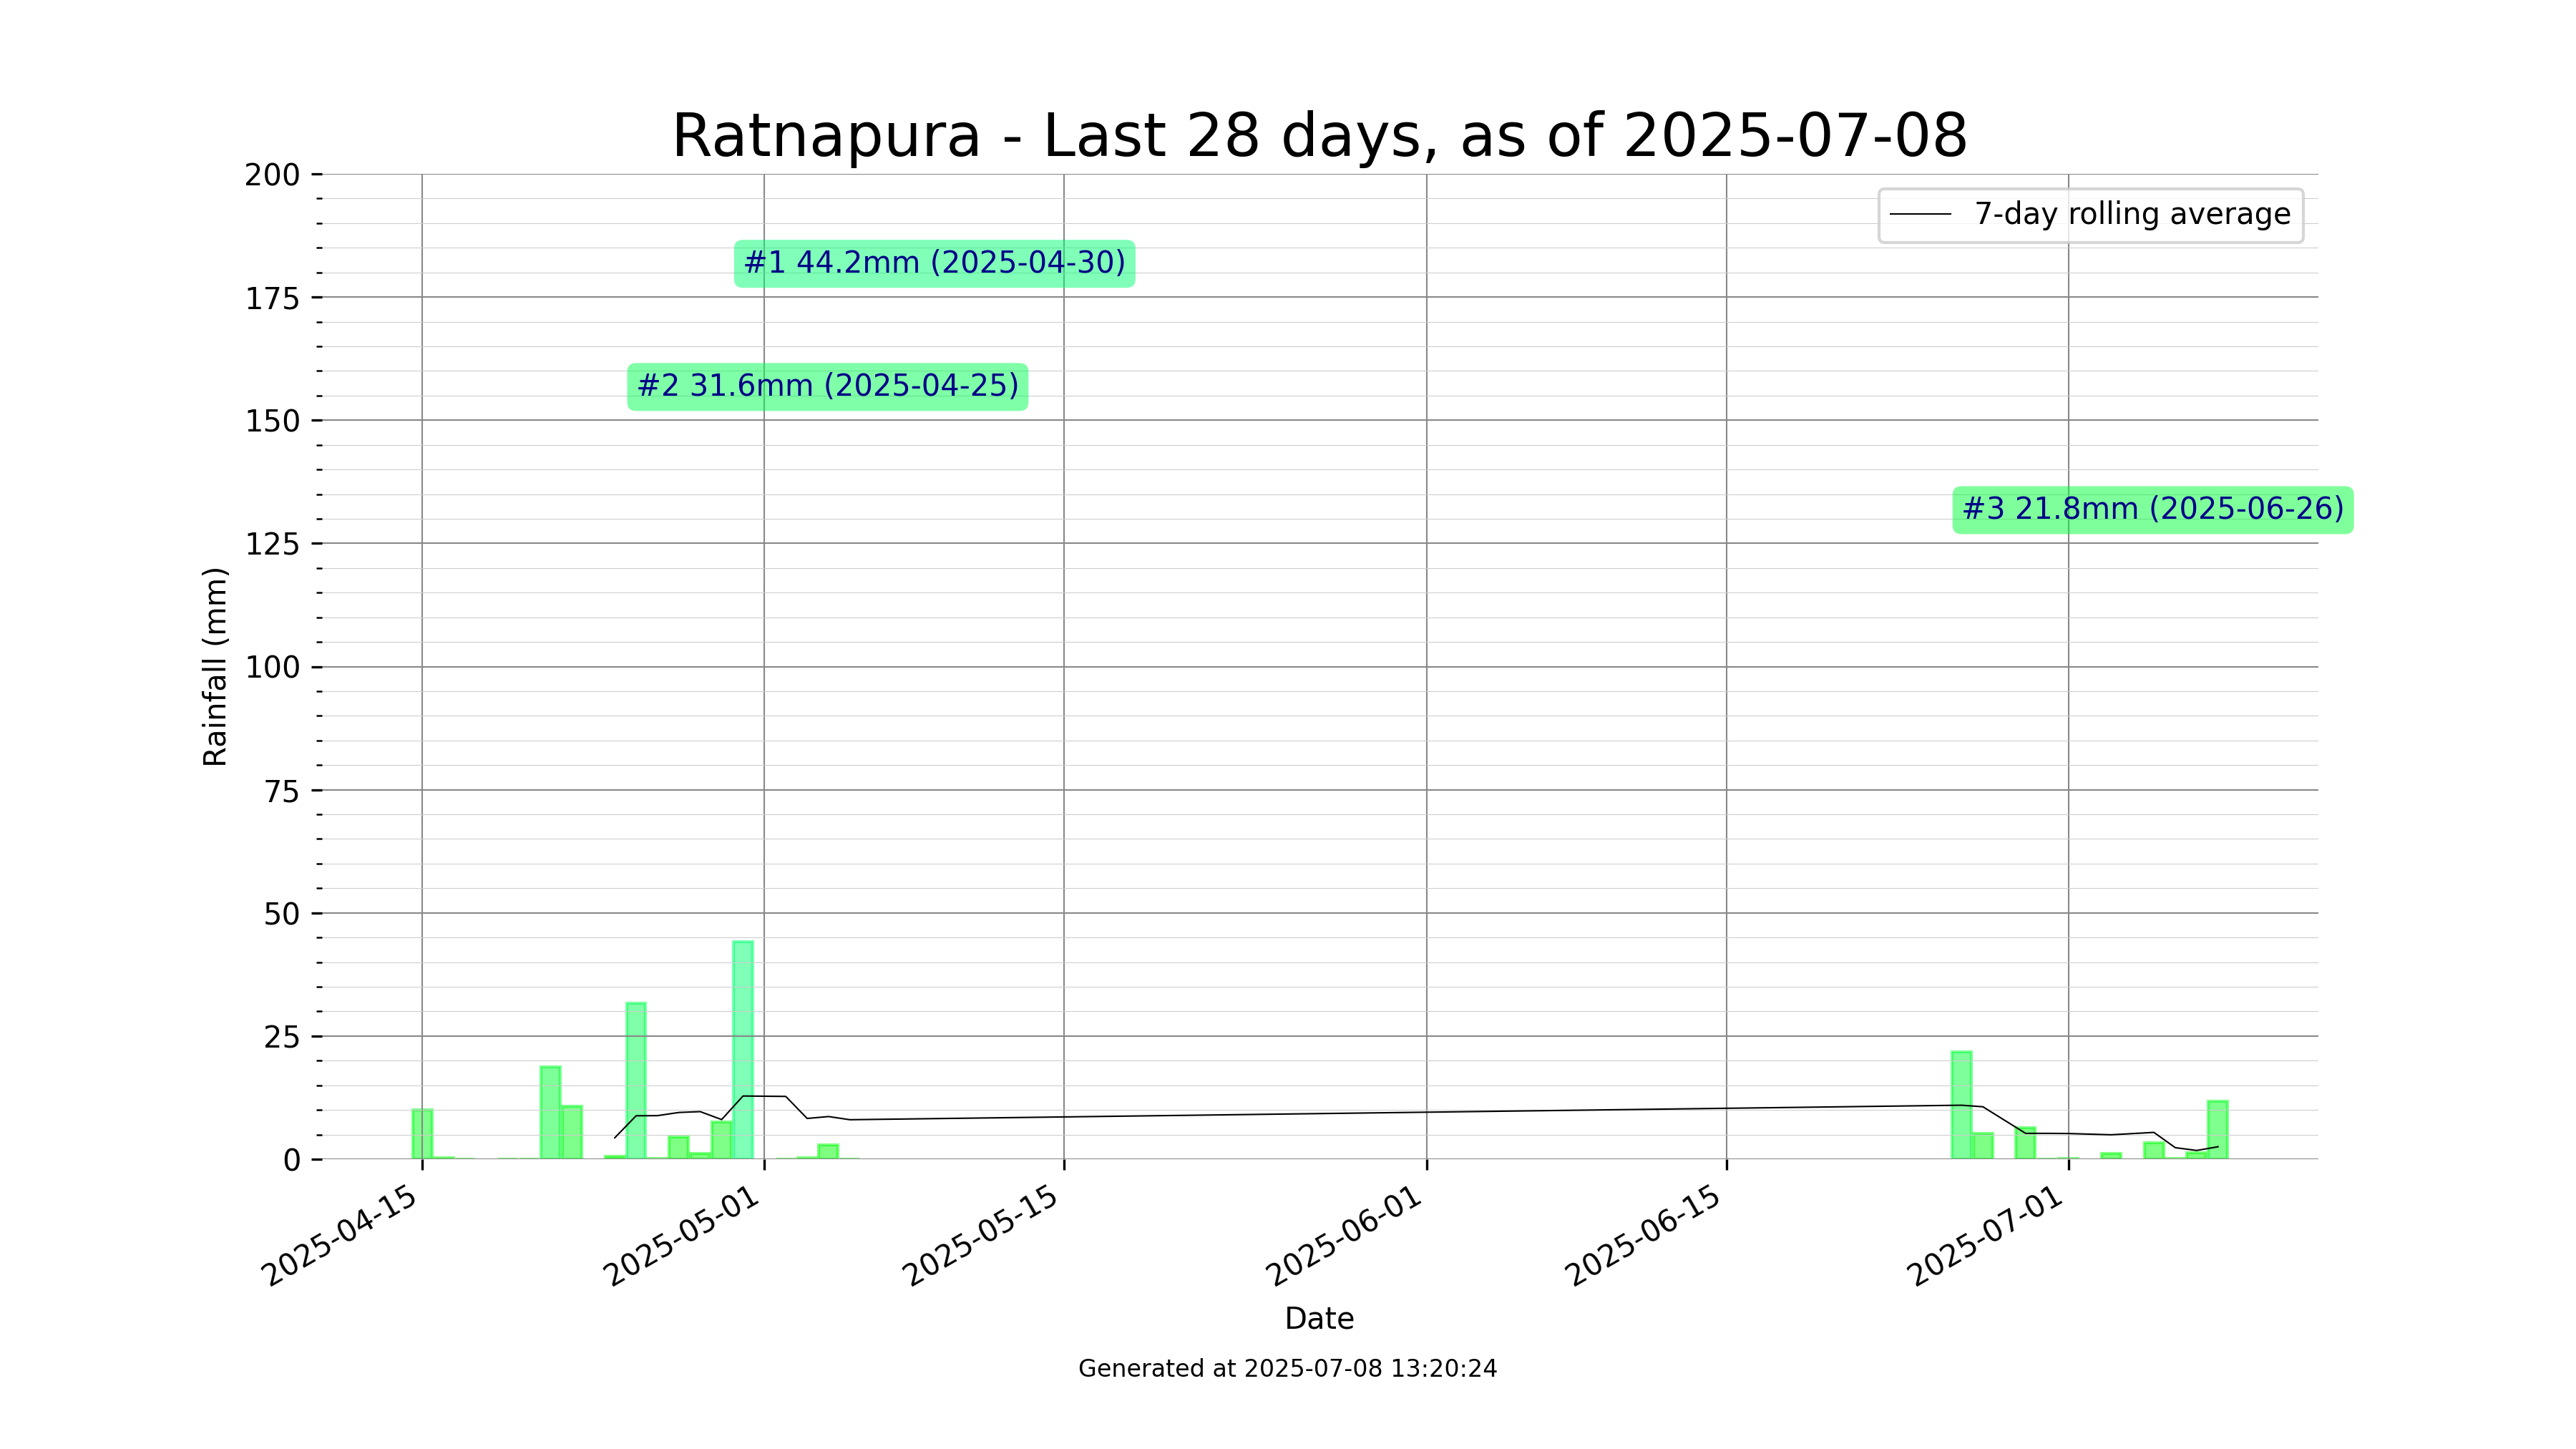 Ratnapura - Last 28 days, as of 2025-07-08
7-day rolling average
#1 44.2mm (2025-04-30)
#2 31.6mm (2025-04-25)
#3 21.8mm (2025-06-26)
Rainfall (mm)
200
175
150
125
100
75
50
25
0
2025-04-15
2025-05-01
2025-05-15
2025-06-01
2025-06-15
2025-07-01
Date
Generated at 2025-07-08 13:20:24